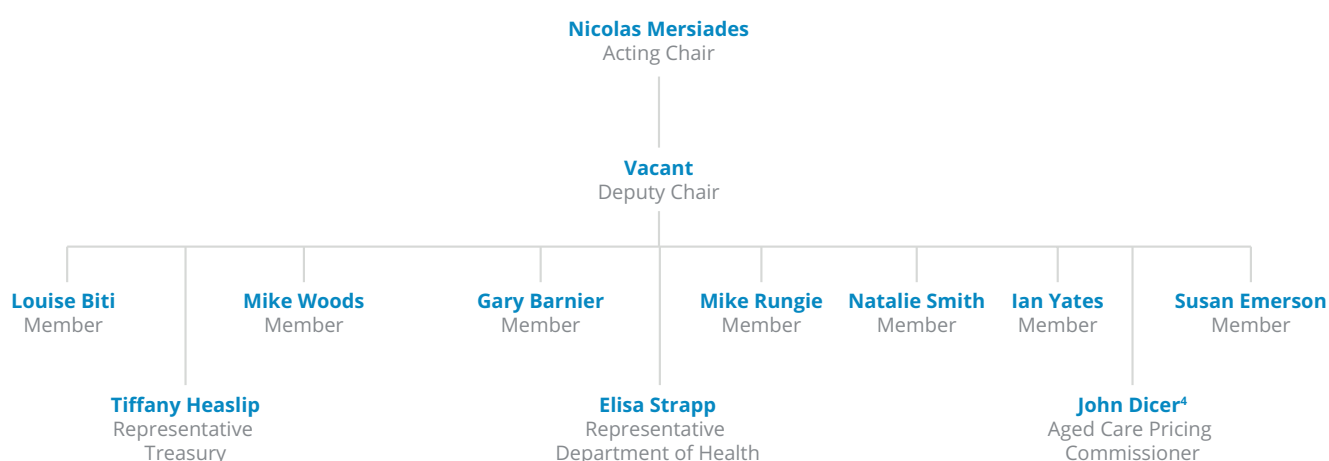 Nicolas Mersiades
Acting Chair
Vacant
Deputy Chair
Louise Biti
Member
Mike Woods
Member
Gary Barnier
Member
Mike Rungie
Member
Natalie Smith
Member
Ian Yates
Member
Susan Emerson
Member
Tiffany Heaslip
Representative
Treasury
Elisa Strapp
Representative
Department of Health
John Dicer⁴
Aged Care Pricing
Commissioner